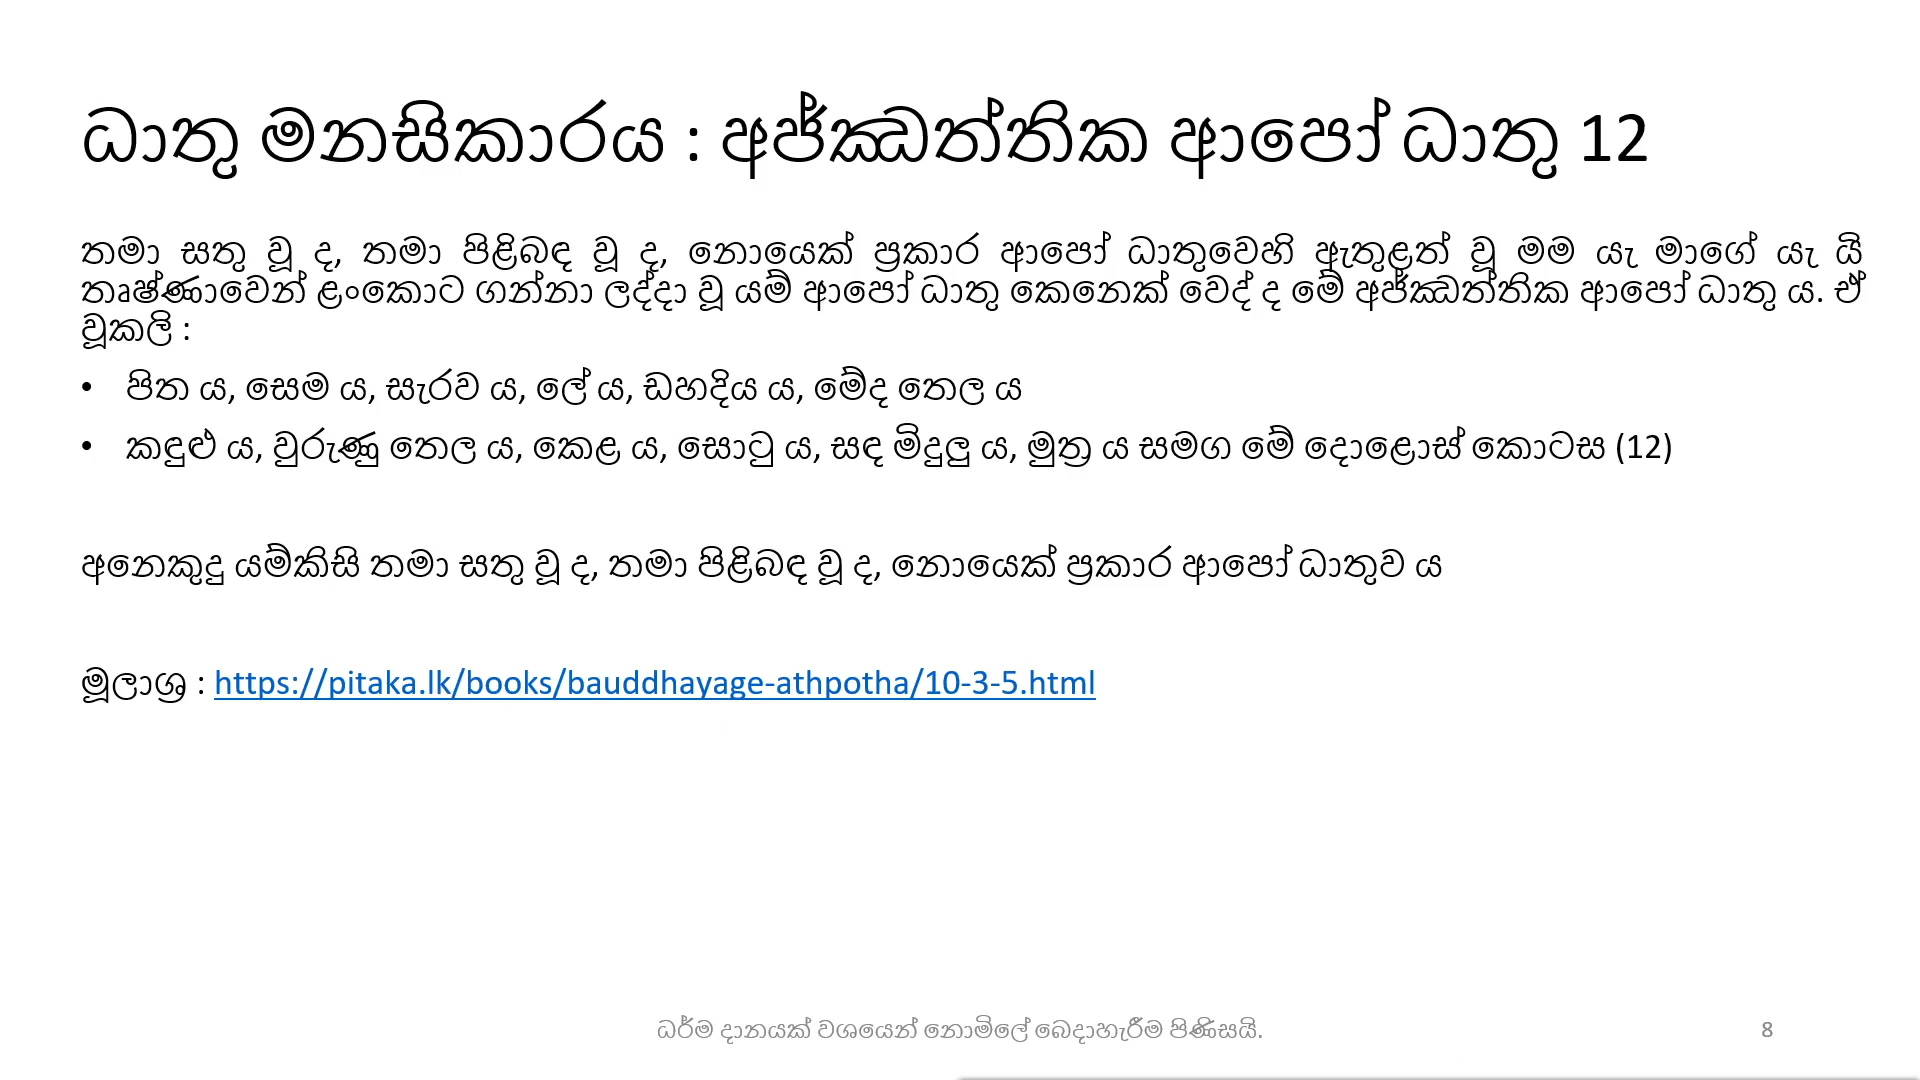 ධාතු මනසිකාරය : අජ්ඣත්තික ආපෝ ධාතු 12
තමා සතු වූ ද, තමා පිළිබඳ වූ ද, නොයෙක් ප්‍රකාර ආපෝ ධාතුවෙහි ඇතුළත් වූ මම යැ මාගේ යැ යි
තෘෂ්ණාවෙන් ළංකොට ගන්නා ලද්දා වූ යම් ආපෝ ධාතු කෙනෙක් වෙද් ද මේ අජ්ඣත්තික ආපෝ ධාතු ය. ඒ
වූකලි :
• පිත ය, සෙම ය, සැරව ය, ලේ ය, ඩහදිය ය, මේද තෙල ය
• කඳුළු ය, වුරුණු තෙල ය, කෙළ ය, සොටු ය, සඳ මිදුලු ය, මුත්‍ර ය සමග මේ දොළොස් කොටස (12)
අනෙකුදු යම්කිසි තමා සතු වූ ද, තමා පිළිබඳ වූ ද, නොයෙක් ප්‍රකාර ආපෝ ධාතුව ය
මූලාශ්‍ර : https://pitaka.lk/books/bauddhayage-athpotha/10-3-5.html
ධර්ම දානයක් වශයෙන් නොමිලේ බෙදාහැරීම පිණිසයි.
8